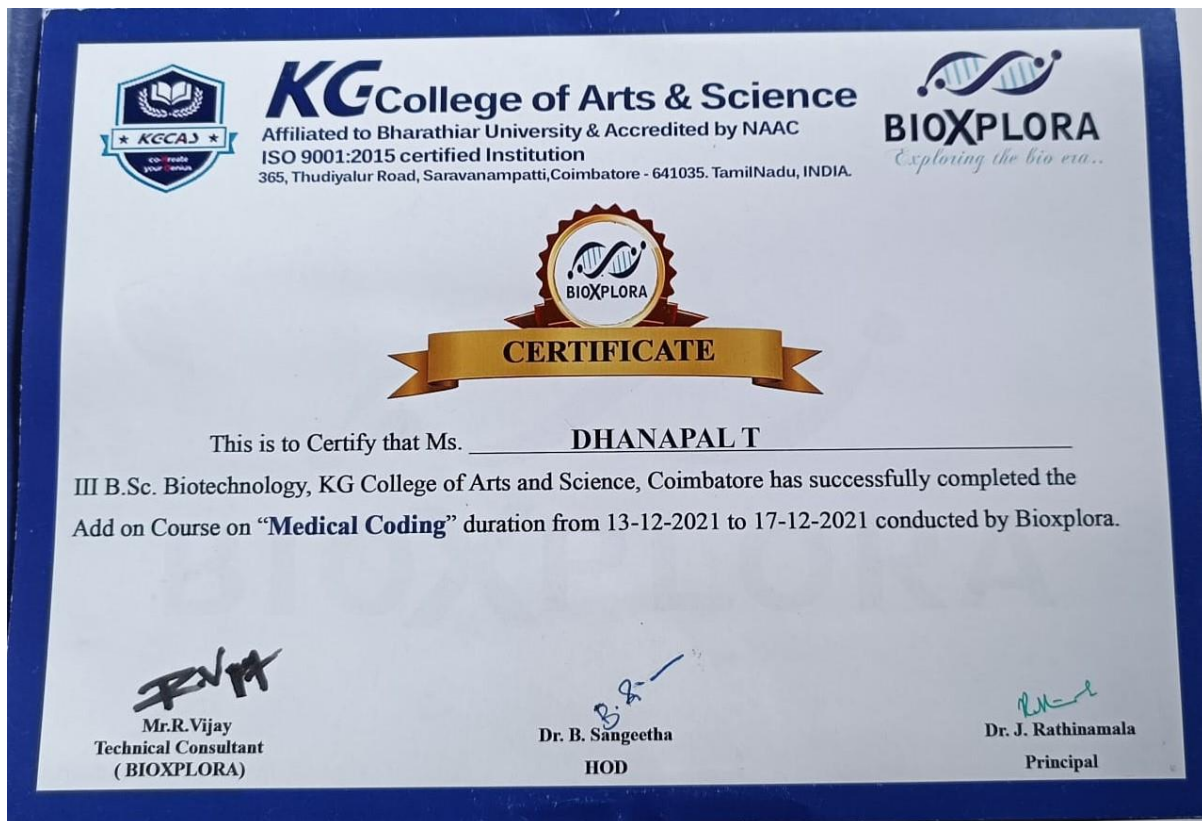 KG College of Arts & Science
Affiliated to Bharathiar University & Accredited by NAAC
ISO 9001:2015 certified Institution
365, Thudiyalur Road, Saravanampatti,Coimbatore - 641035. TamilNadu, INDIA.
★ KGCAS ★
co-create
your Genius
BIOXPLORA
Exploring the bio era..
BIOXPLORA
CERTIFICATE
This is to Certify that Ms. DHANAPAL T
III B.Sc. Biotechnology, KG College of Arts and Science, Coimbatore has successfully completed the
Add on Course on “Medical Coding” duration from 13-12-2021 to 17-12-2021 conducted by Bioxplora.
BIOXPLORA
Mr.R.Vijay
Technical Consultant
( BIOXPLORA)
Dr. B. Sangeetha
HOD
Dr. J. Rathinamala
Principal